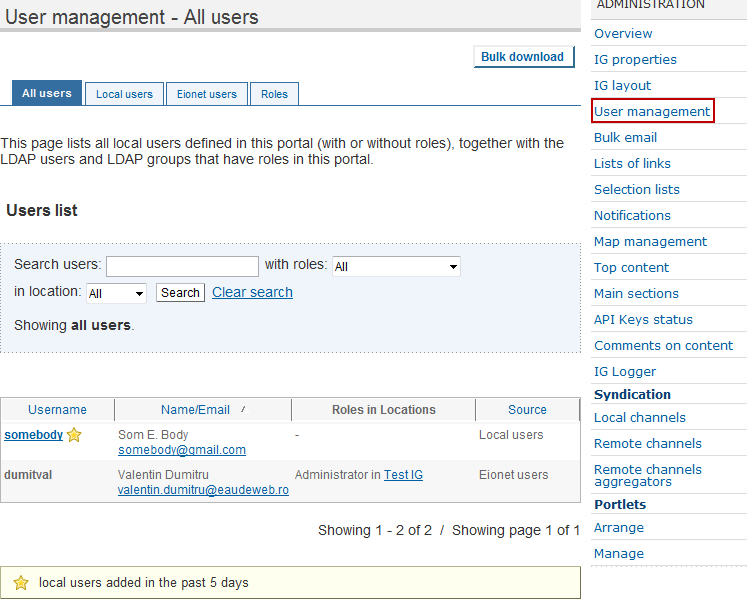 User management - All users
Bulk download
All users
Local users
Eionet users
Roles
This page lists all local users defined in this portal (with or without roles), together with the
LDAP users and LDAP groups that have roles in this portal.
Users list
Search users:
with roles: All
in location: All Search Clear search
Showing all users.
Username Name/Email Roles in Locations Source
somebody Som E. Body - Local users
somebody@gmail.com
dumitval Valentin Dumitru Administrator in Test IG Eionet users
valentin.dumitru@eaudeweb.ro
Showing 1 - 2 of 2 / Showing page 1 of 1
local users added in the past 5 days
ADMINISTRATION
Overview
IG properties
IG layout
User management
Bulk email
Lists of links
Selection lists
Notifications
Map management
Top content
Main sections
API Keys status
Comments on content
IG Logger
Syndication
Local channels
Remote channels
Remote channels
aggregators
Portlets
Arrange
Manage